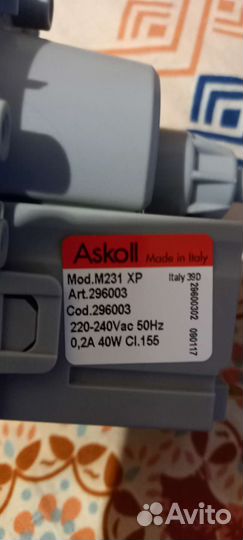 Askoll Made in Italy
Mod.M231 XP
Italy 39D
Art.296003
Cod.296003
220-240Vac 50Hz
0,2A 40W Cl.155
29600302 090117
Avito